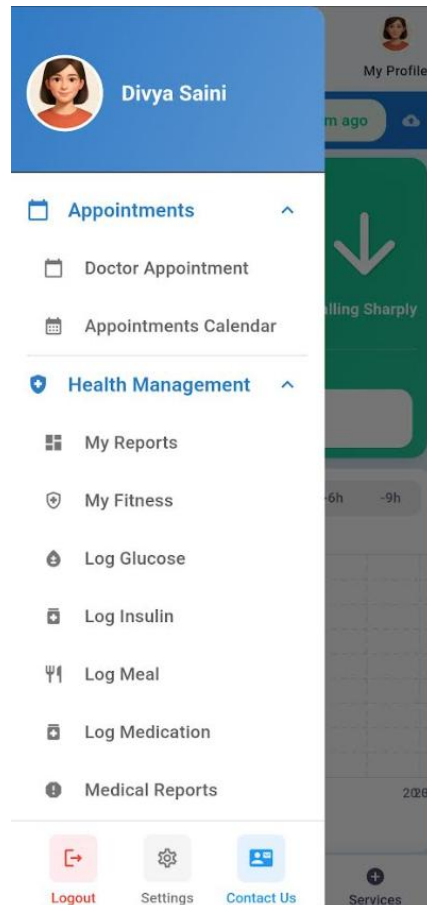 My Profile
Divya Saini
m ago
Appointments
Doctor Appointment
lling Sharply
Appointments Calendar
Health Management
My Reports
My Fitness
-6h -9h
Log Glucose
Log Insulin
Log Meal
Log Medication
Medical Reports
Logout
Settings
Contact Us
Services